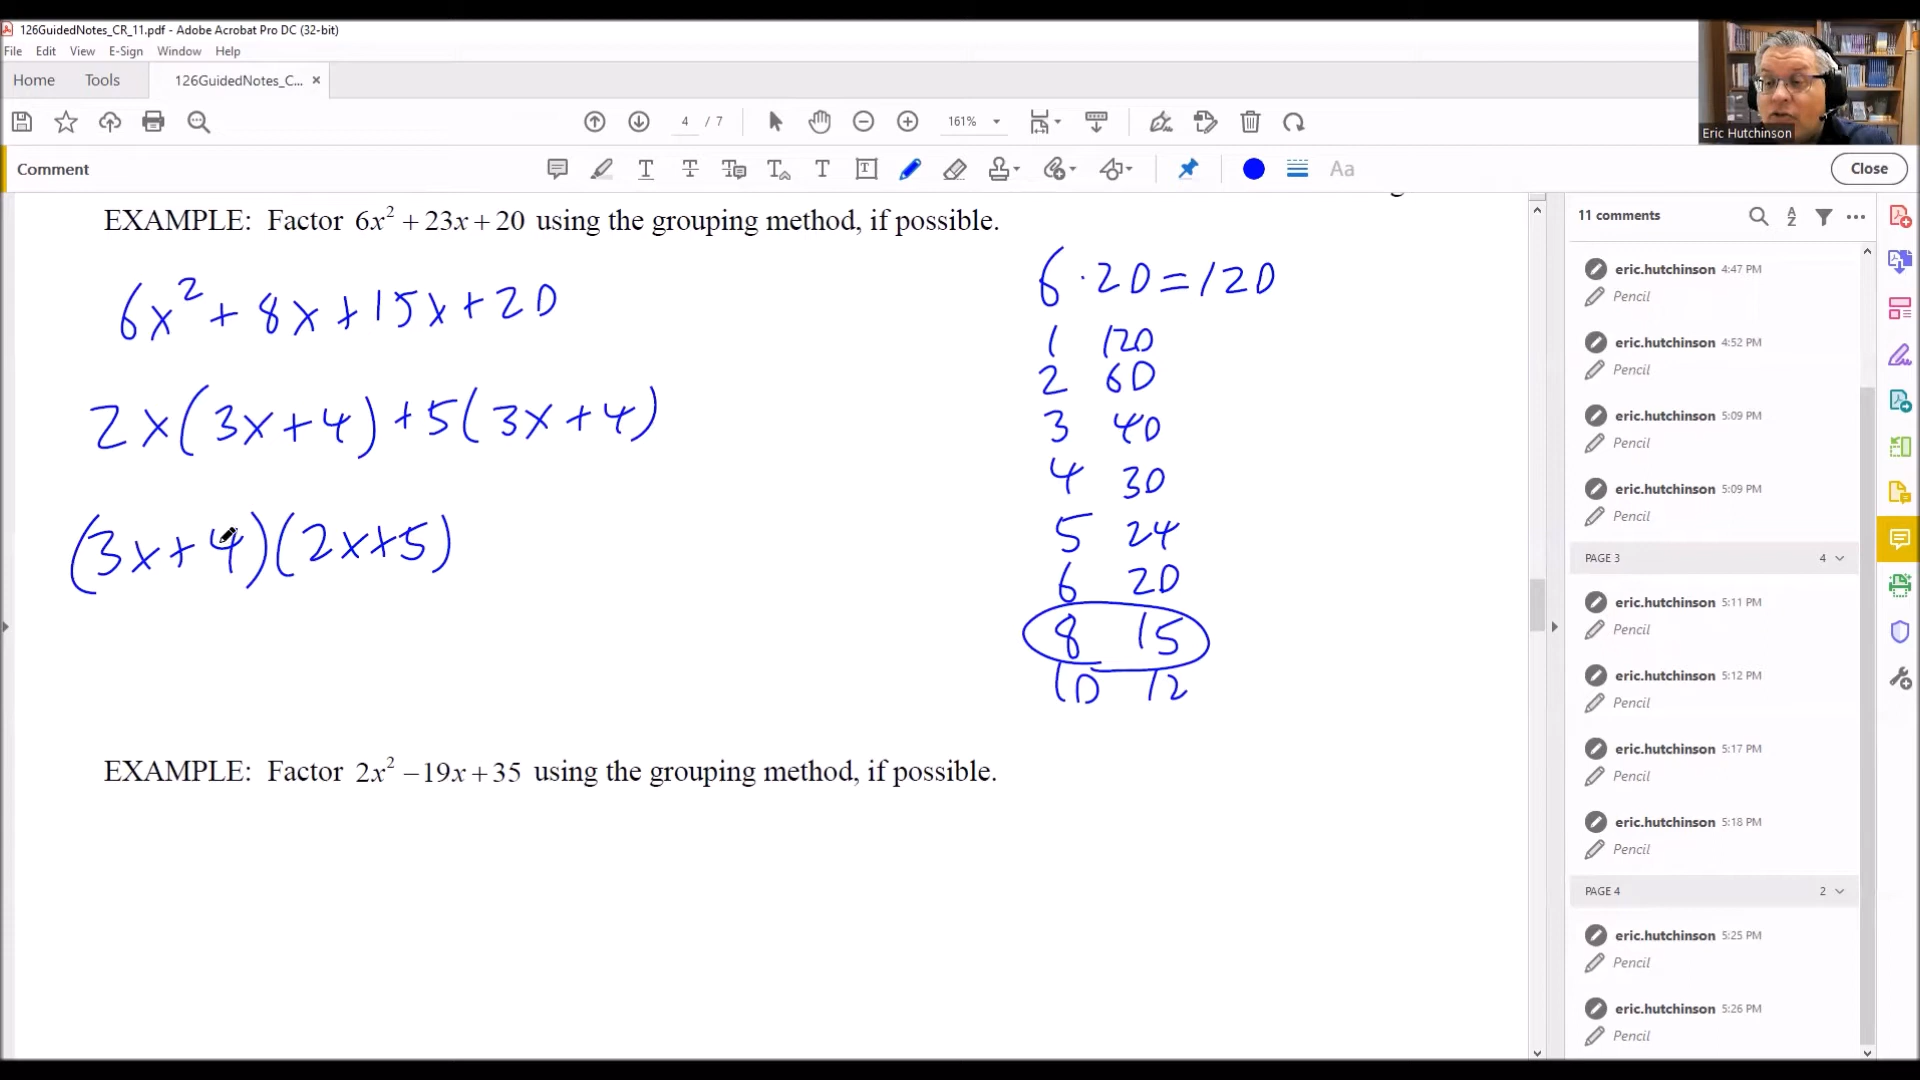 126GuidedNotes_CR_11.pdf - Adobe Acrobat Pro DC (32-bit)
File Edit View E-Sign Window Help
Home Tools 126GuidedNotes_C... ×
4 / 7 161%
Comment
Close
Eric Hutchinson
EXAMPLE: Factor 6x² + 23x + 20 using the grouping method, if possible.
6x² + 8x + 15x + 20
2x(3x+4) + 5(3x+4)
(3x+4)(2x+5)
6 · 20 = 120
1 120
2 60
3 40
4 30
5 24
6 20
8 15
10 12
EXAMPLE: Factor 2x² − 19x + 35 using the grouping method, if possible.
11 comments
eric.hutchinson 4:47 PM
Pencil
eric.hutchinson 4:52 PM
Pencil
eric.hutchinson 5:09 PM
Pencil
eric.hutchinson 5:09 PM
Pencil
PAGE 3 4
eric.hutchinson 5:11 PM
Pencil
eric.hutchinson 5:12 PM
Pencil
eric.hutchinson 5:17 PM
Pencil
eric.hutchinson 5:18 PM
Pencil
PAGE 4 2
eric.hutchinson 5:25 PM
Pencil
eric.hutchinson 5:26 PM
Pencil